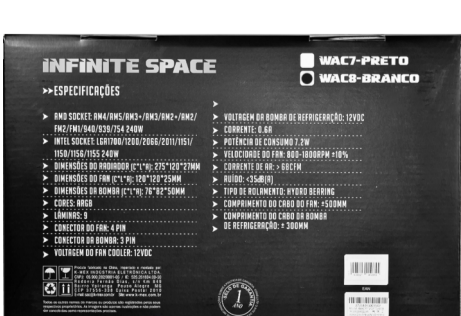 INFINITE SPACE
WAC7-PRETO
WAC8-BRANCO
>>ESPECIFICAÇÕES
AMD SOCKET: AM4/AM5/AM3+/AM3/AM2+/AM2/
FM2/FM1/940/939/754 240W
INTEL SOCKET: LGA1700/1200/2066/2011/1151/
1150/1156/1155 240W
DIMENSÕES DO RADIADOR (C*L*A): 275*120*27MM
DIMENSÕES DO FAN (C*L*A): 120*120*25MM
DIMENSÕES DA BOMBA (C*L*A): 76*82*50MM
CORES: ARGB
LÂMINAS: 9
CONECTOR DO FAN: 4 PIN
CONECTOR DA BOMBA: 3 PIN
VOLTAGEM DO FAN COOLER: 12VDC
VOLTAGEM DA BOMBA DE REFRIGERAÇÃO: 12VDC
CORRENTE: 0.6A
POTÊNCIA DE CONSUMO 7.2W
VELOCIDADE DO FAN: 800-1800RPM ±10%
CORRENTE DE AR: > 68CFM
RUÍDO: <35dB(A)
TIPO DE ROLAMENTO: HYDRO BEARING
COMPRIMENTO DO CABO DO FAN: ±500MM
COMPRIMENTO DO CABO DA BOMBA
DE REFRIGERAÇÃO: ± 300MM
1
ANO
EAN